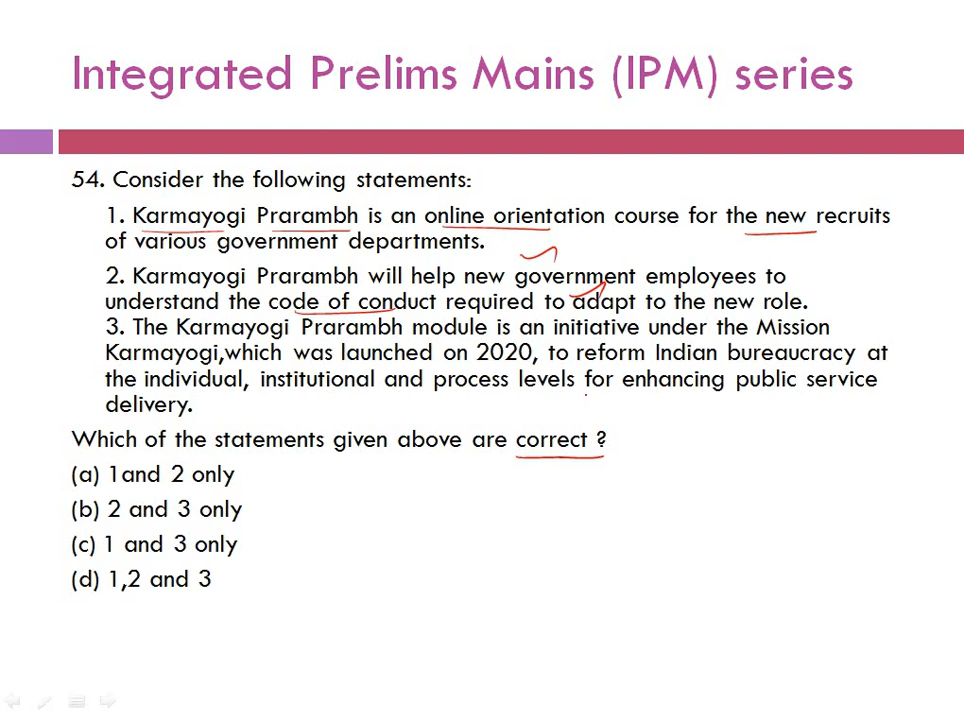 Integrated Prelims Mains (IPM) series
54. Consider the following statements:
1. Karmayogi Prarambh is an online orientation course for the new recruits
of various government departments.
2. Karmayogi Prarambh will help new government employees to
understand the code of conduct required to adapt to the new role.
3. The Karmayogi Prarambh module is an initiative under the Mission
Karmayogi,which was launched on 2020, to reform Indian bureaucracy at
the individual, institutional and process levels for enhancing public service
delivery.
Which of the statements given above are correct ?
(a) 1and 2 only
(b) 2 and 3 only
(c) 1 and 3 only
(d) 1,2 and 3